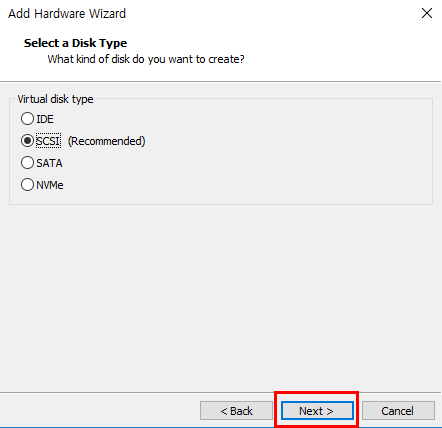 Add Hardware Wizard
Select a Disk Type
What kind of disk do you want to create?
Virtual disk type
IDE
SCSI (Recommended)
SATA
NVMe
< Back Next > Cancel